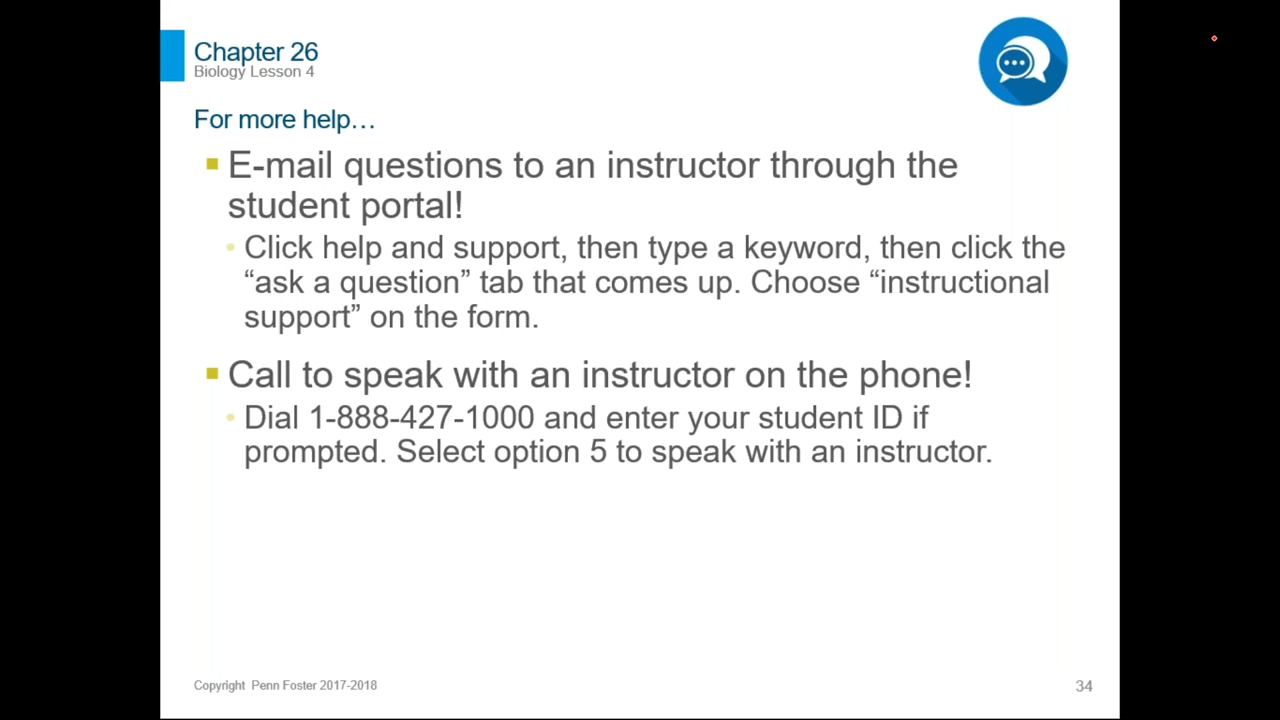 Chapter 26
Biology Lesson 4
For more help…
E-mail questions to an instructor through the
student portal!
Click help and support, then type a keyword, then click the
“ask a question” tab that comes up. Choose “instructional
support” on the form.
Call to speak with an instructor on the phone!
Dial 1-888-427-1000 and enter your student ID if
prompted. Select option 5 to speak with an instructor.
Copyright Penn Foster 2017-2018
34